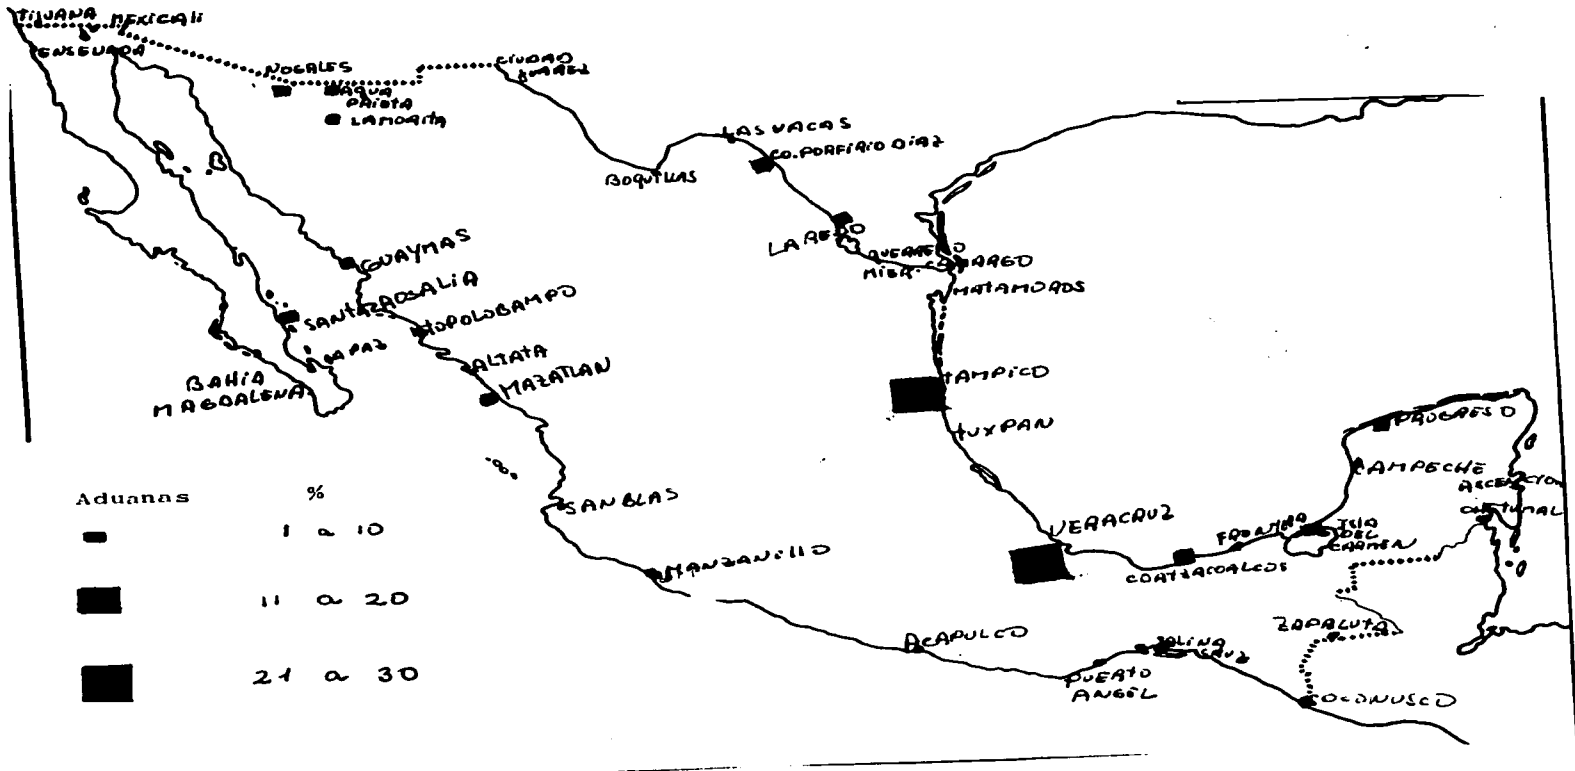 TIJUANA
MEXICALI
ENSENADA
NOGALES
AGUA
PRIETA
LAMORITA
CIUDAD
JUAREZ
LAS VACAS
CD. PORFIRIO DIAZ
BOQUILLAS
LAREDO
GUERRERO
MIER
CAMARGO
MATAMOROS
GUAYMAS
SANTA ROSALIA
TOPOLOBAMPO
LA PAZ
ALTATA
MAZATLAN
BAHIA
MAGDALENA
TAMPICO
TUXPAN
PROGRESO
CAMPECHE
ASCENCION
CHETUMAL
SAN BLAS
VERACRUZ
FRONTERA
ISLA
DEL
CARMEN
COATZACOALCOS
MANZANILLO
ZAPALUTA
ACAPULCO
SALINA
CRUZ
PUERTO
ANGEL
SOCONUSCO
Aduanas %
1 a 10
11 a 20
21 a 30